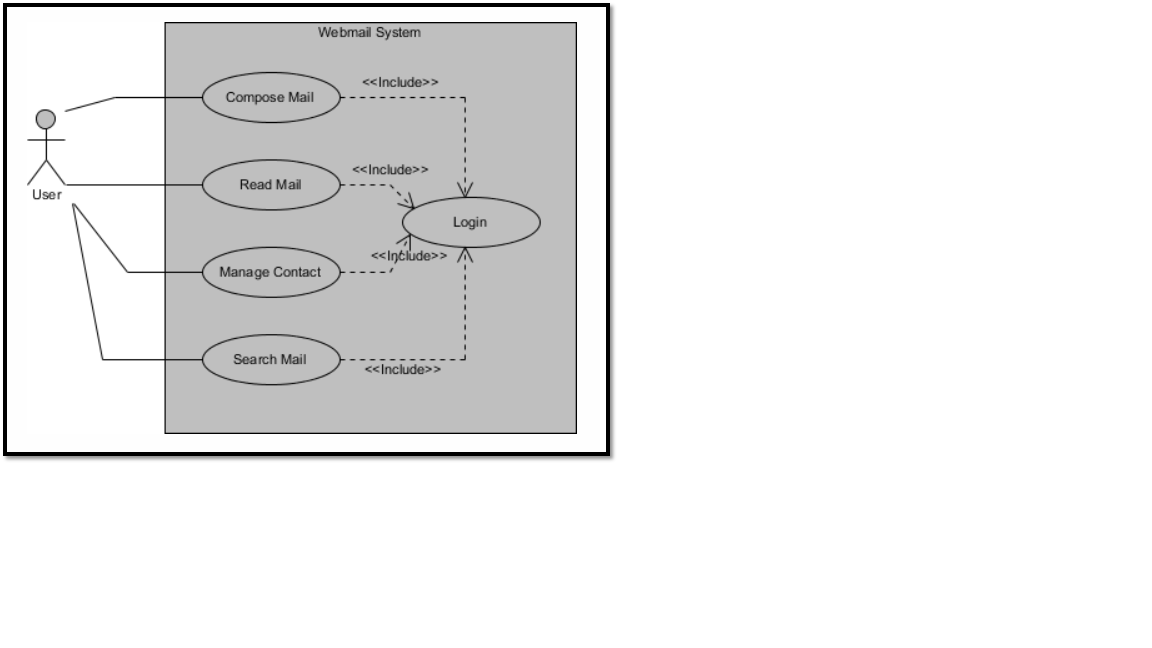 Webmail System
<<Include>>
Compose Mail
<<Include>>
Read Mail
User
Login
<<Include>>
Manage Contact
Search Mail
<<Include>>